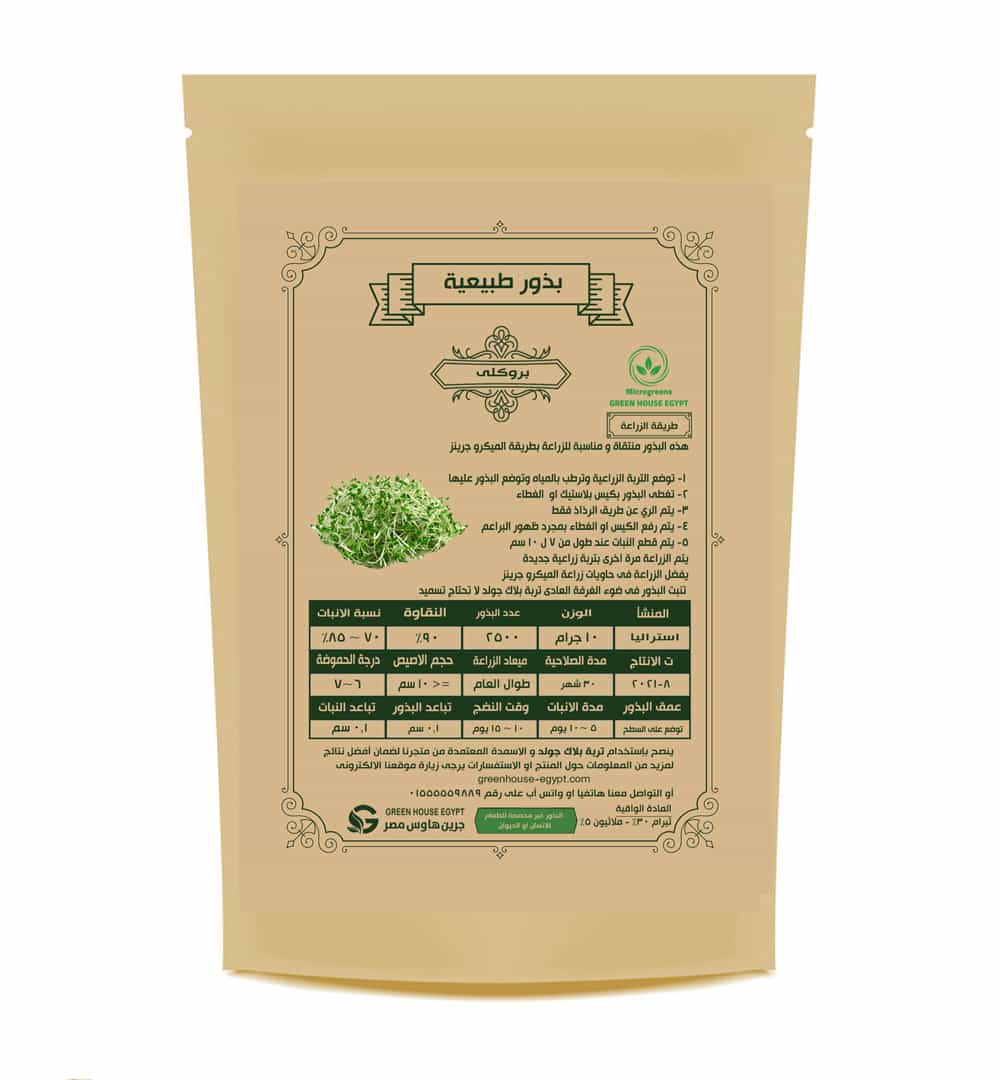 بذور طبيعية
بروكلى
Microgreens
GREEN HOUSE EGYPT
طريقة الزراعة
هذه البذور منتقاة و مناسبة للزراعة بطريقة الميكرو جرينز
١- توضع التربة الزراعية وترطب بالمياه وتوضع البذور عليها
٢- تغطى البذور بكيس بلاستيك او الغطاء
٣- يتم الري عن طريق الرذاذ فقط
٤- يتم رفع الكيس او الغطاء بمجرد ظهور البراعم
٥- يتم قطع النبات عند طول من ٧ ل ١٠ سم
يتم الزراعة مرة اخرى بتربة زراعية جديدة
يفضل الزراعة فى حاويات زراعة الميكرو جرينز
تنبت البذور فى ضوء الغرفة العادى تربة بلاك جولد لا تحتاج تسميد
المنشأ الوزن عدد البذور النقاوة نسبة الانبات
استراليا ١٠ جرام ٢٥٠٠ ٩٠٪ ٧٠ ~ ٨٥٪
ت الانتاج مدة الصلاحية ميعاد الزراعة حجم الاصيص درجة الحموضة
٨-٢٠٢١ ٣٠ شهر طوال العام =< ١٠ سم ٦~٧
عمق البذور مدة الانبات وقت النضج تباعد البذور تباعد النبات
توضع على السطح ٥ ~ ١٠ يوم ١٠ ~ ١٥ يوم ٠,١ سم ٠,١ سم
ينصح بإستخدام تربة بلاك جولد و الاسمدة المعتمدة من متجرنا لضمان أفضل نتائج
لمزيد من المعلومات حول المنتج او الاستفسارات برجى زيارة موقعنا الالكترونى
greenhouse-egypt.com
أو التواصل معنا هاتفيا او واتس أب على رقم ٠١٥٥٥٥٥٩٨٨٩
المادة الواقية
ثيرام ٣٠٪ - ملاثيون ٥٪
البذور غير مخصصة للطعام
للانسان او الحيوان
GREEN HOUSE EGYPT
جرين هاوس مصر